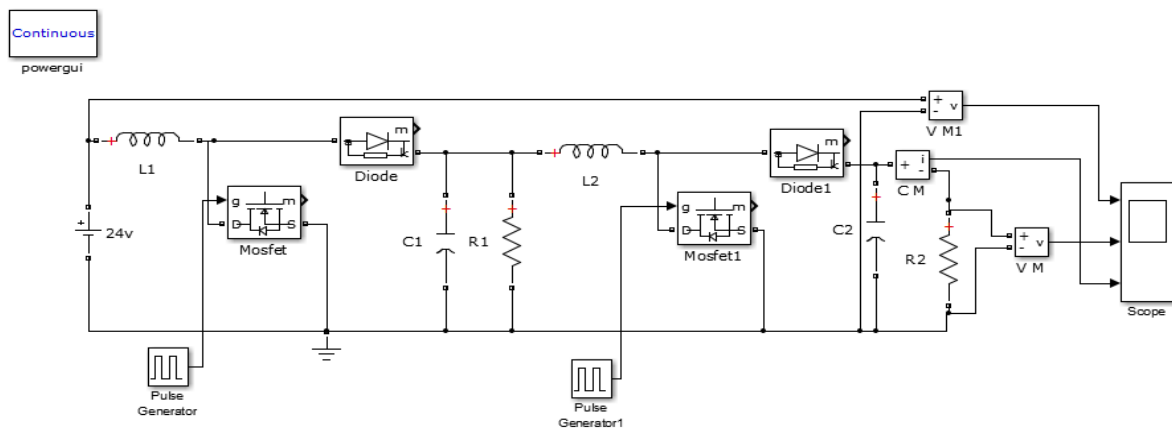 Continuous
powergui
+
-
v
V M1
m
k
Diode
L1
m
k
Diode1
L2
+
i
-
C M
g
m
D
S
Mosfet
g
m
D
S
Mosfet1
+
24v
C1
R1
C2
R2
+
-
v
V M
Scope
Pulse
Generator
Pulse
Generator1